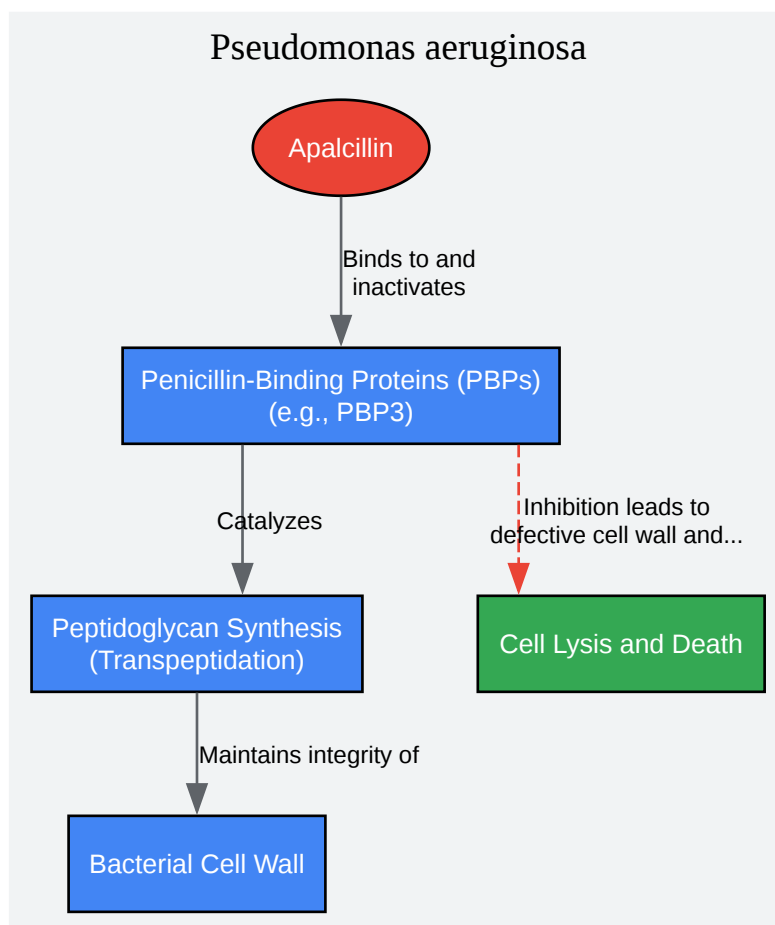 Pseudomonas aeruginosa
Apalcillin
Binds to and
inactivates
Penicillin-Binding Proteins (PBPs)
(e.g., PBP3)
Catalyzes
Inhibition leads to
defective cell wall and...
Peptidoglycan Synthesis
(Transpeptidation)
Cell Lysis and Death
Maintains integrity of
Bacterial Cell Wall